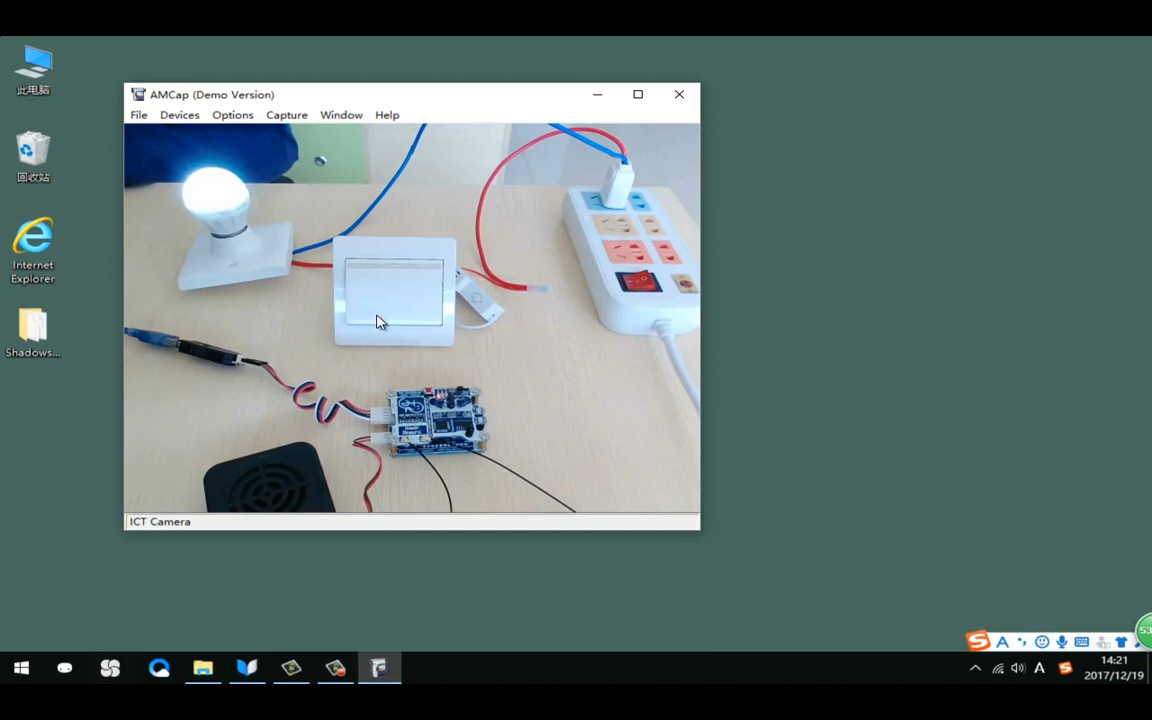 此电脑
回收站
Internet
Explorer
Shadows...
AMCap (Demo Version)
File Devices Options Capture Window Help
ICT Camera
53
A
14:21
2017/12/19